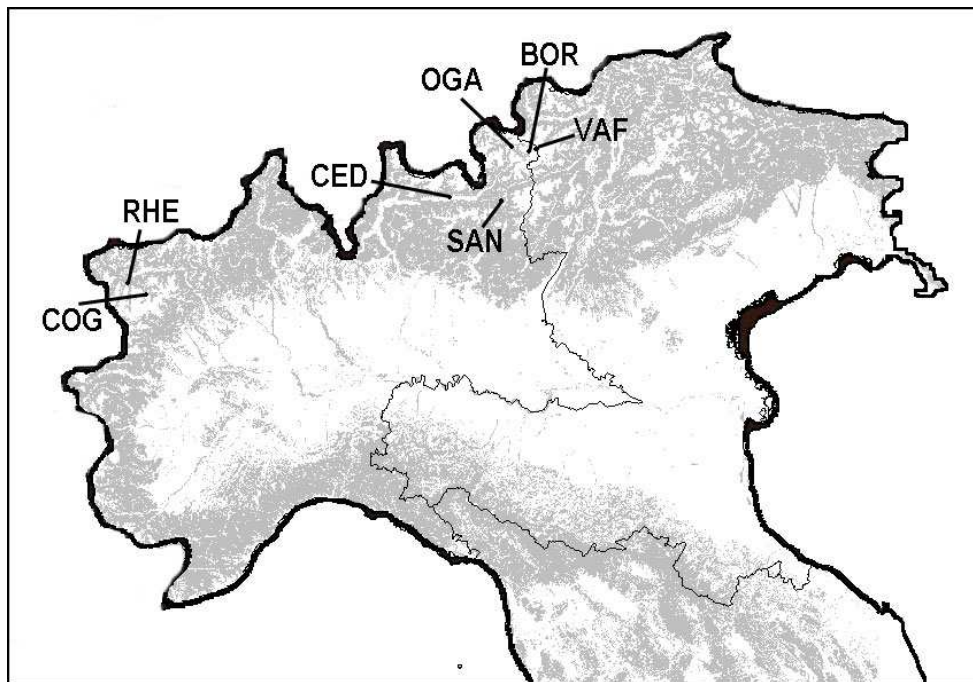 BOR
OGA
VAF
CED
RHE
SAN
COG